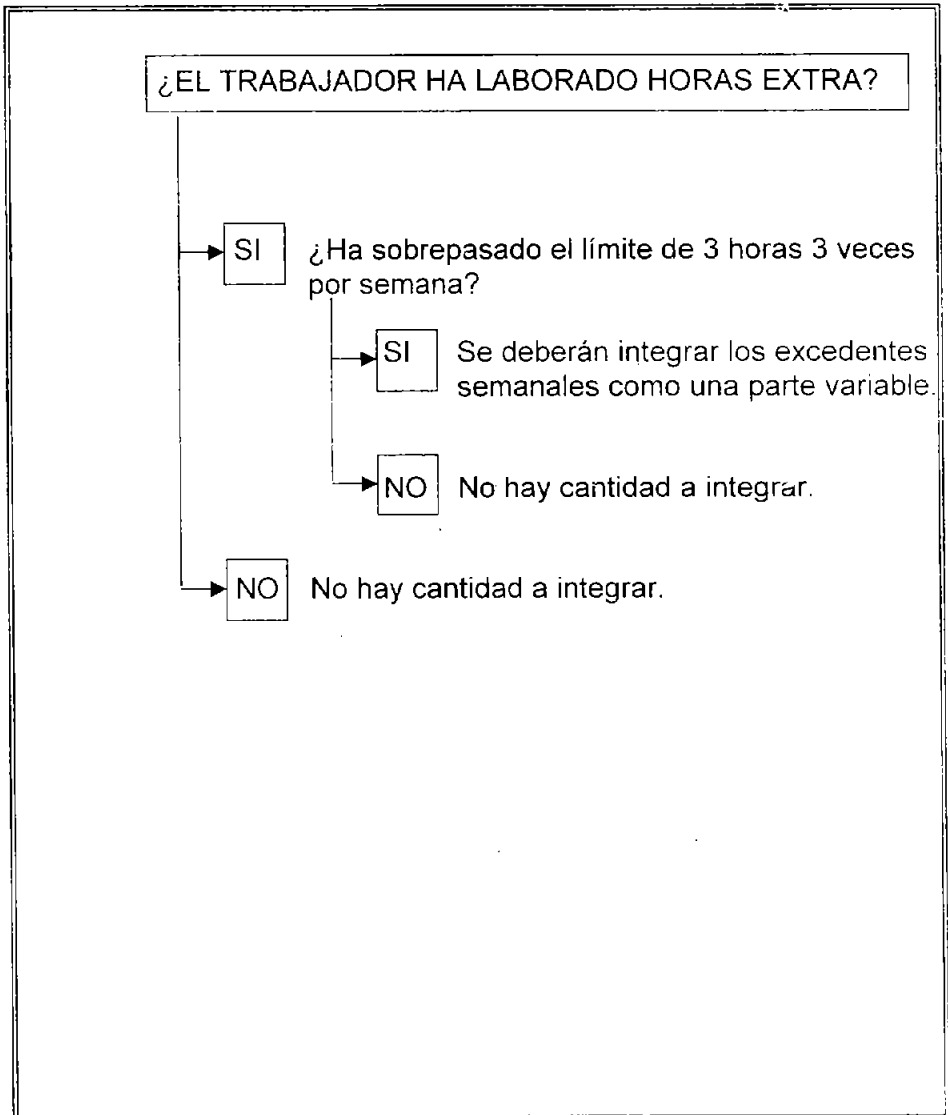 ¿EL TRABAJADOR HA LABORADO HORAS EXTRA?
SI ¿Ha sobrepasado el límite de 3 horas 3 veces
por semana?
SI Se deberán integrar los excedentes
semanales como una parte variable.
NO No hay cantidad a integrar.
NO No hay cantidad a integrar.